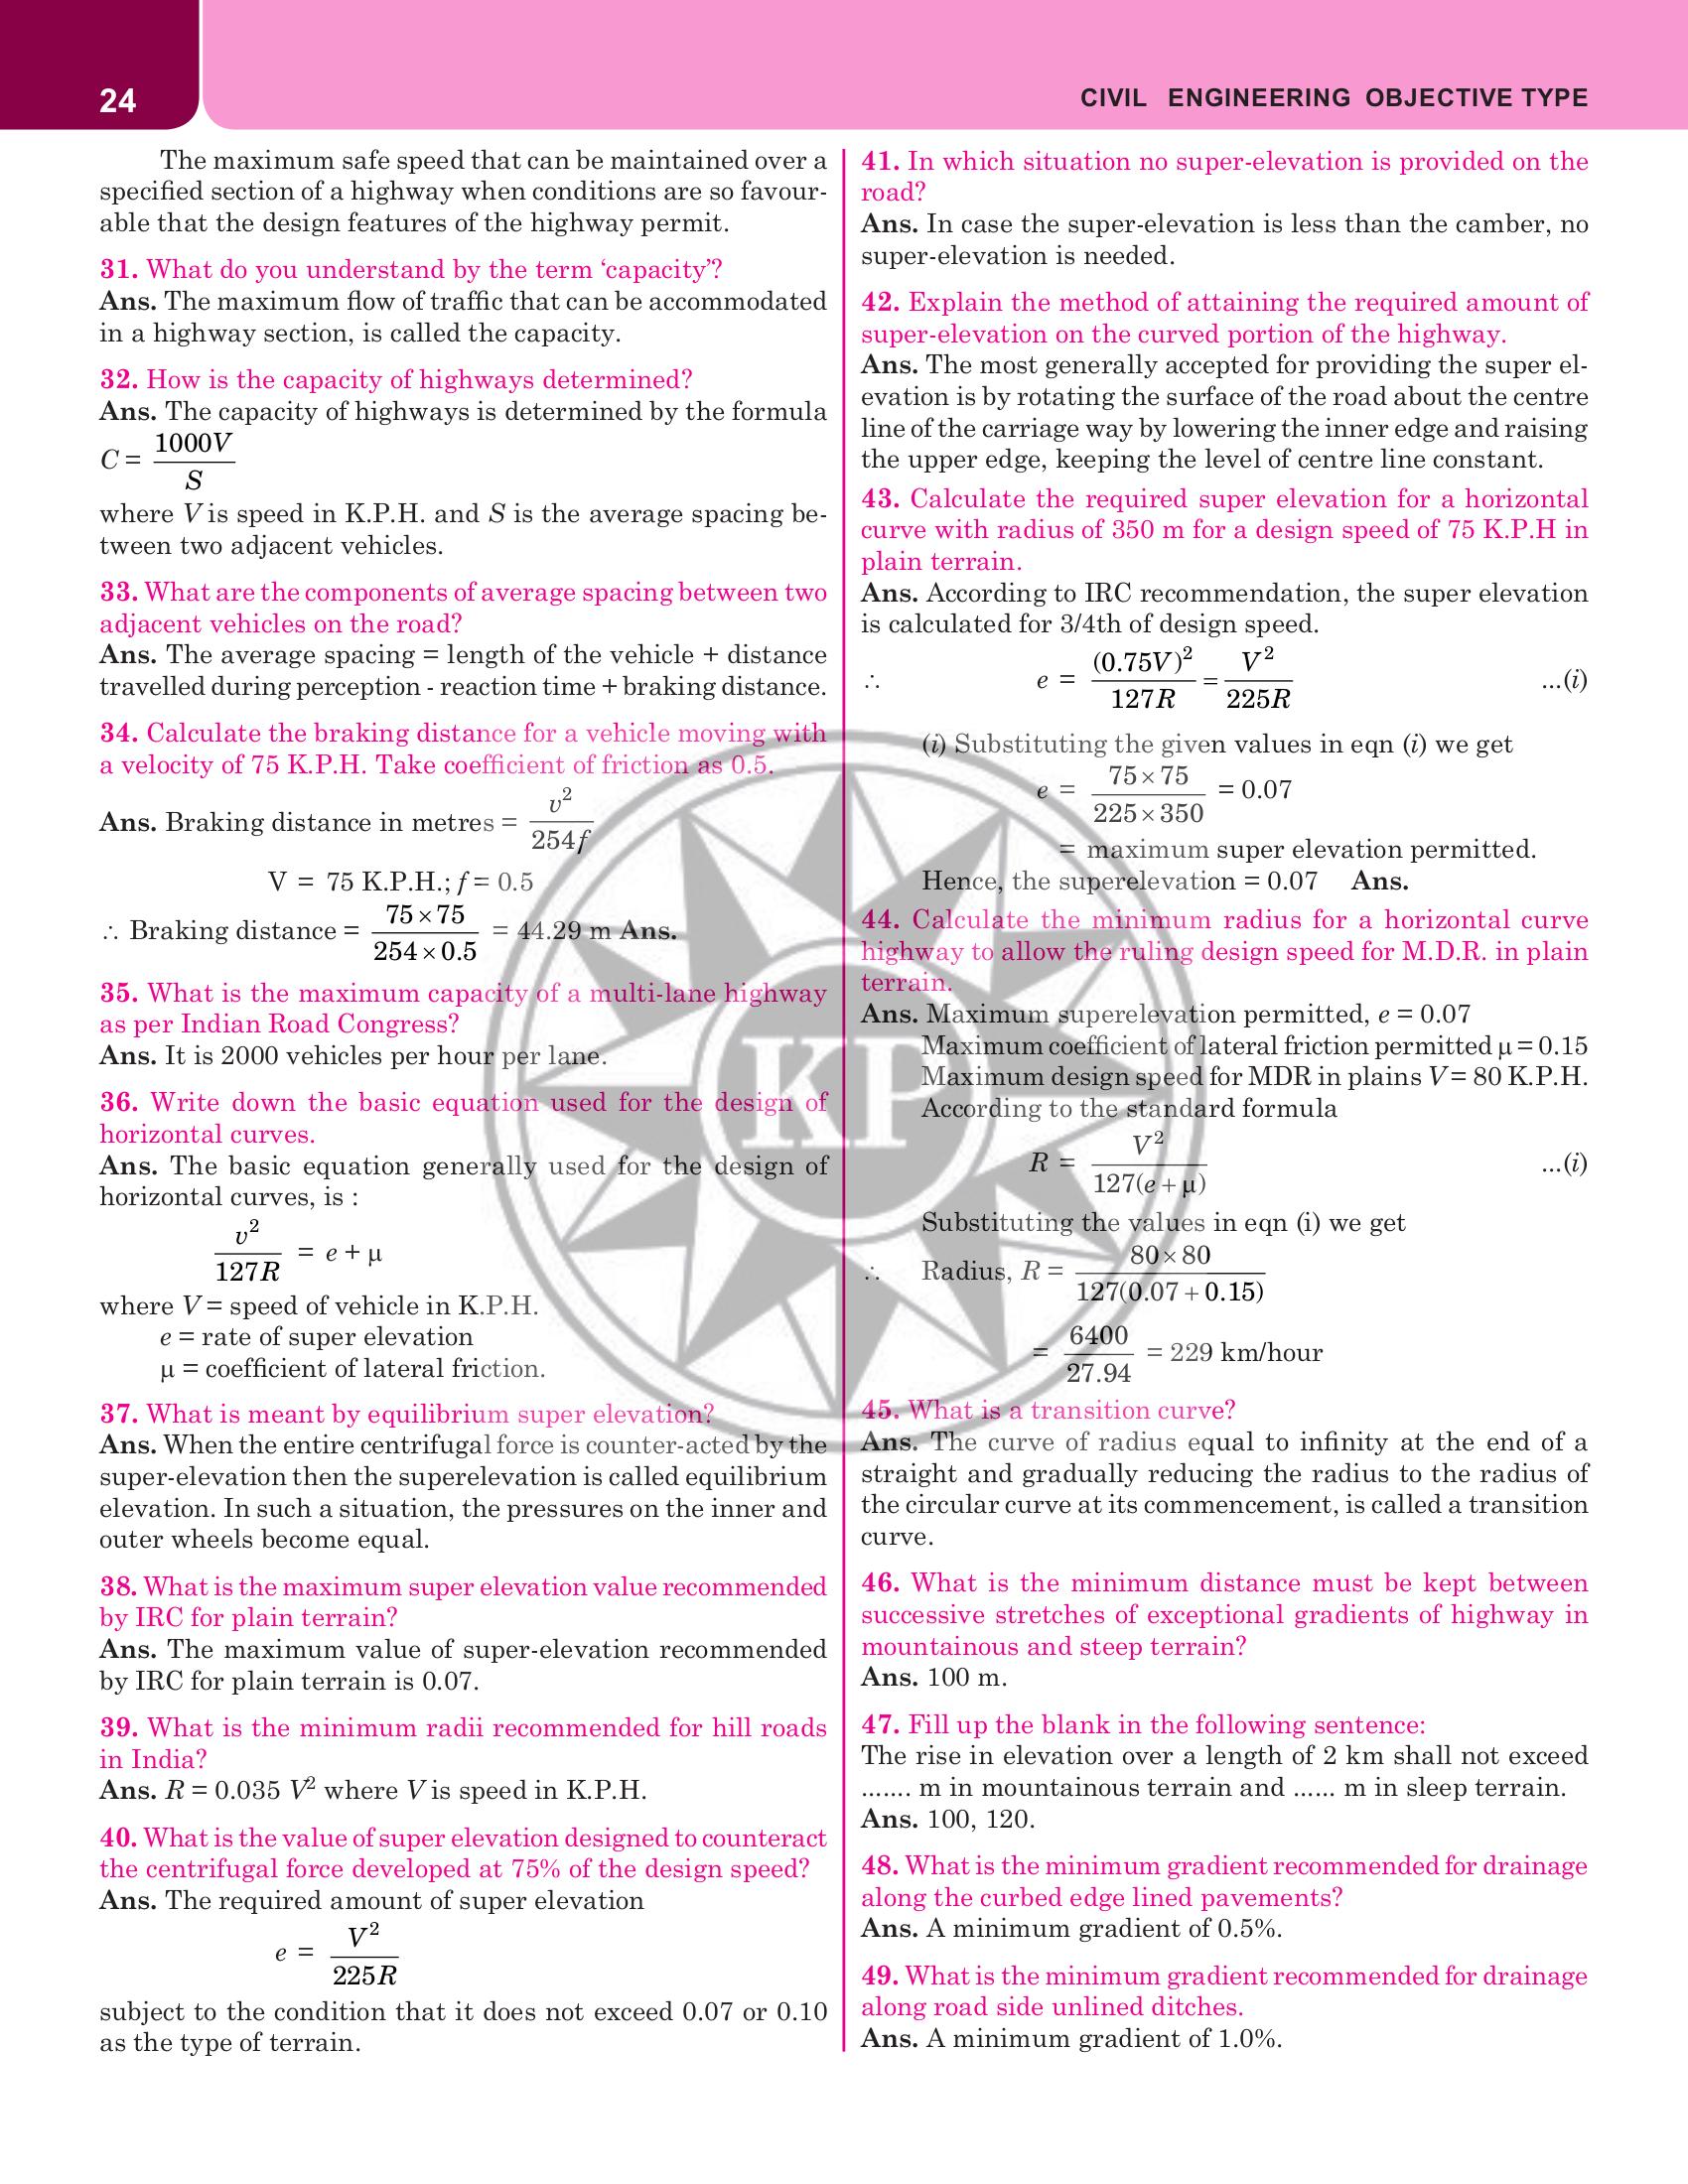 24
CIVIL ENGINEERING OBJECTIVE TYPE
The maximum safe speed that can be maintained over a
specified section of a highway when conditions are so favour-
able that the design features of the highway permit.
31. What do you understand by the term ‘capacity’?
Ans. The maximum flow of traffic that can be accommodated
in a highway section, is called the capacity.
32. How is the capacity of highways determined?
Ans. The capacity of highways is determined by the formula
C = 1000V / S
where V is speed in K.P.H. and S is the average spacing be-
tween two adjacent vehicles.
33. What are the components of average spacing between two
adjacent vehicles on the road?
Ans. The average spacing = length of the vehicle + distance
travelled during perception - reaction time + braking distance.
34. Calculate the braking distance for a vehicle moving with
a velocity of 75 K.P.H. Take coefficient of friction as 0.5.
Ans. Braking distance in metres = v² / 254f
V = 75 K.P.H.; f = 0.5
∴ Braking distance = 75 × 75 / 254 × 0.5 = 44.29 m Ans.
35. What is the maximum capacity of a multi-lane highway
as per Indian Road Congress?
Ans. It is 2000 vehicles per hour per lane.
36. Write down the basic equation used for the design of
horizontal curves.
Ans. The basic equation generally used for the design of
horizontal curves, is :
v² / 127R = e + μ
where V = speed of vehicle in K.P.H.
e = rate of super elevation
μ = coefficient of lateral friction.
37. What is meant by equilibrium super elevation?
Ans. When the entire centrifugal force is counter-acted by the
super-elevation then the superelevation is called equilibrium
elevation. In such a situation, the pressures on the inner and
outer wheels become equal.
38. What is the maximum super elevation value recommended
by IRC for plain terrain?
Ans. The maximum value of super-elevation recommended
by IRC for plain terrain is 0.07.
39. What is the minimum radii recommended for hill roads
in India?
Ans. R = 0.035 V² where V is speed in K.P.H.
40. What is the value of super elevation designed to counteract
the centrifugal force developed at 75% of the design speed?
Ans. The required amount of super elevation
e = V² / 225R
subject to the condition that it does not exceed 0.07 or 0.10
as the type of terrain.
41. In which situation no super-elevation is provided on the
road?
Ans. In case the super-elevation is less than the camber, no
super-elevation is needed.
42. Explain the method of attaining the required amount of
super-elevation on the curved portion of the highway.
Ans. The most generally accepted for providing the super el-
evation is by rotating the surface of the road about the centre
line of the carriage way by lowering the inner edge and raising
the upper edge, keeping the level of centre line constant.
43. Calculate the required super elevation for a horizontal
curve with radius of 350 m for a design speed of 75 K.P.H in
plain terrain.
Ans. According to IRC recommendation, the super elevation
is calculated for 3/4th of design speed.
∴ e = (0.75V)² / 127R = V² / 225R ...(i)
(i) Substituting the given values in eqn (i) we get
e = 75 × 75 / 225 × 350 = 0.07
= maximum super elevation permitted.
Hence, the superelevation = 0.07 Ans.
44. Calculate the minimum radius for a horizontal curve
highway to allow the ruling design speed for M.D.R. in plain
terrain.
Ans. Maximum superelevation permitted, e = 0.07
Maximum coefficient of lateral friction permitted μ = 0.15
Maximum design speed for MDR in plains V = 80 K.P.H.
According to the standard formula
R = V² / 127(e + μ) ...(i)
Substituting the values in eqn (i) we get
∴ Radius, R = 80 × 80 / 127(0.07 + 0.15)
= 6400 / 27.94 = 229 km/hour
45. What is a transition curve?
Ans. The curve of radius equal to infinity at the end of a
straight and gradually reducing the radius to the radius of
the circular curve at its commencement, is called a transition
curve.
46. What is the minimum distance must be kept between
successive stretches of exceptional gradients of highway in
mountainous and steep terrain?
Ans. 100 m.
47. Fill up the blank in the following sentence:
The rise in elevation over a length of 2 km shall not exceed
....... m in mountainous terrain and ...... m in sleep terrain.
Ans. 100, 120.
48. What is the minimum gradient recommended for drainage
along the curbed edge lined pavements?
Ans. A minimum gradient of 0.5%.
49. What is the minimum gradient recommended for drainage
along road side unlined ditches.
Ans. A minimum gradient of 1.0%.
KP